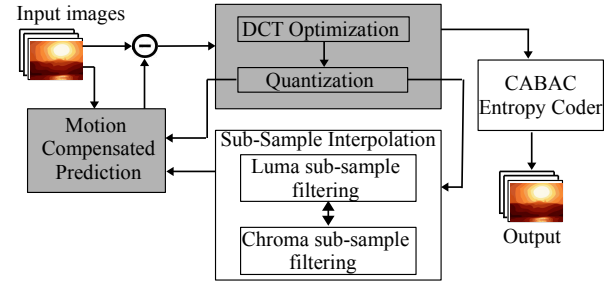 Input images
DCT Optimization
Quantization
CABAC
Entropy Coder
Motion
Compensated
Prediction
Sub-Sample Interpolation
Luma sub-sample
filtering
Chroma sub-sample
filtering
Output